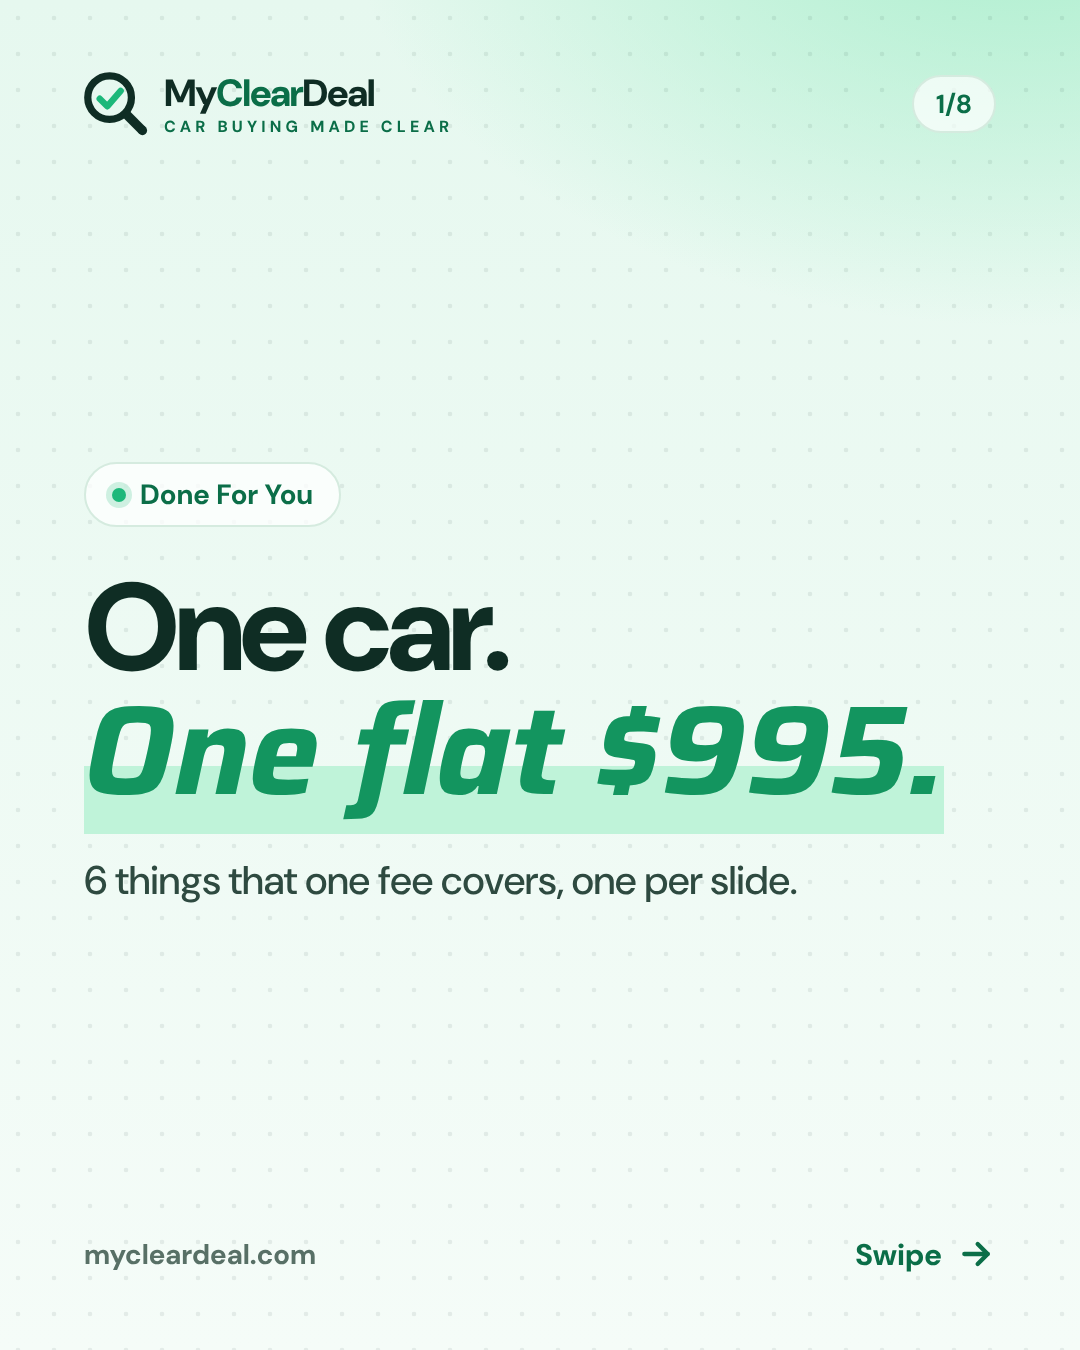 MyClearDeal
CAR BUYING MADE CLEAR
1/8
Done For You
One car.
One flat $995.
6 things that one fee covers, one per slide.
mycleardeal.com
Swipe →